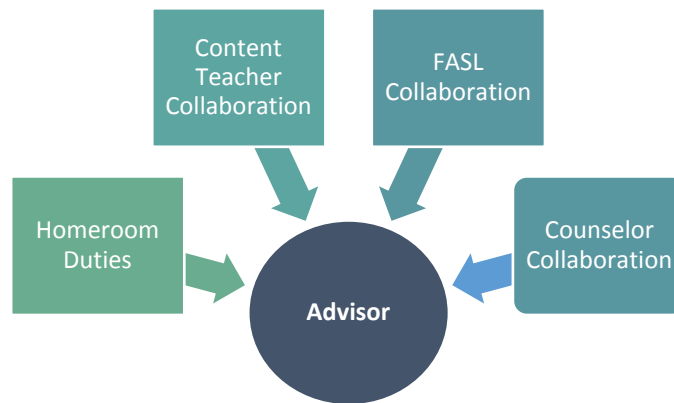 Content
Teacher
Collaboration
FASL
Collaboration
Homeroom
Duties
Counselor
Collaboration
Advisor